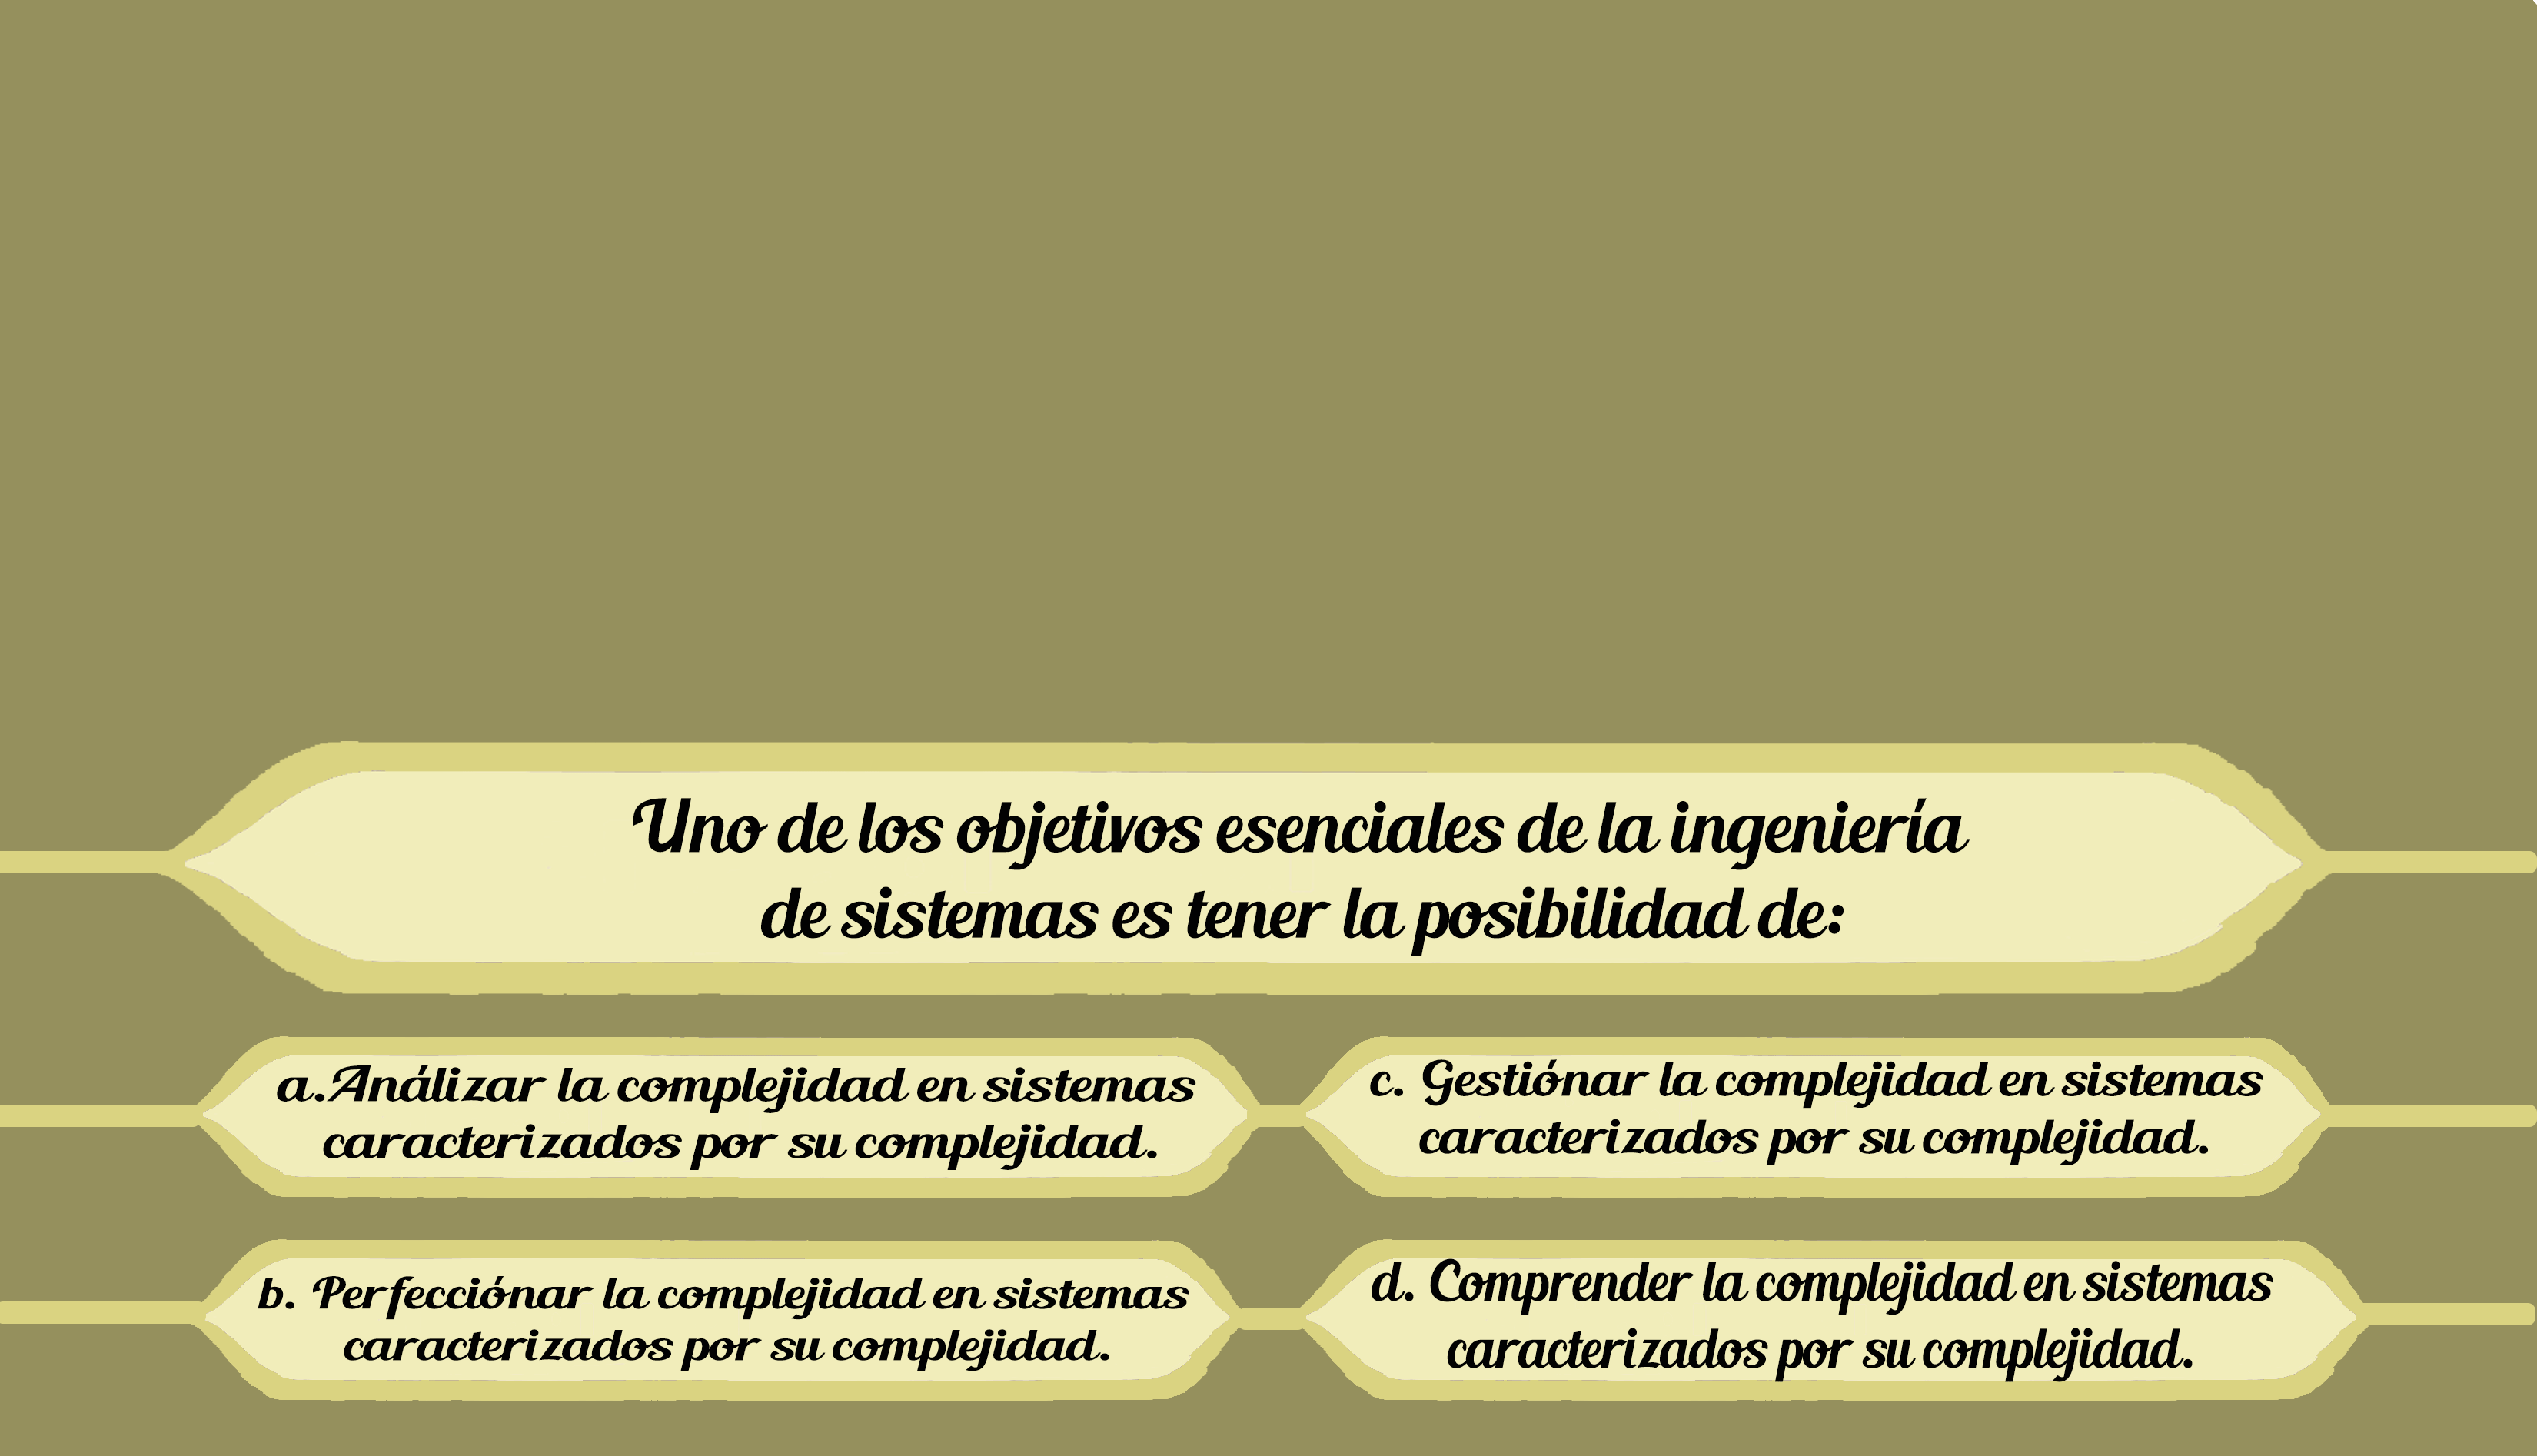 Uno de los objetivos esenciales de la ingeniería
de sistemas es tener la posibilidad de:
a.Análizar la complejidad en sistemas
caracterizados por su complejidad.
b. Perfecciónar la complejidad en sistemas
caracterizados por su complejidad.
c. Gestiónar la complejidad en sistemas
caracterizados por su complejidad.
d. Comprender la complejidad en sistemas
caracterizados por su complejidad.